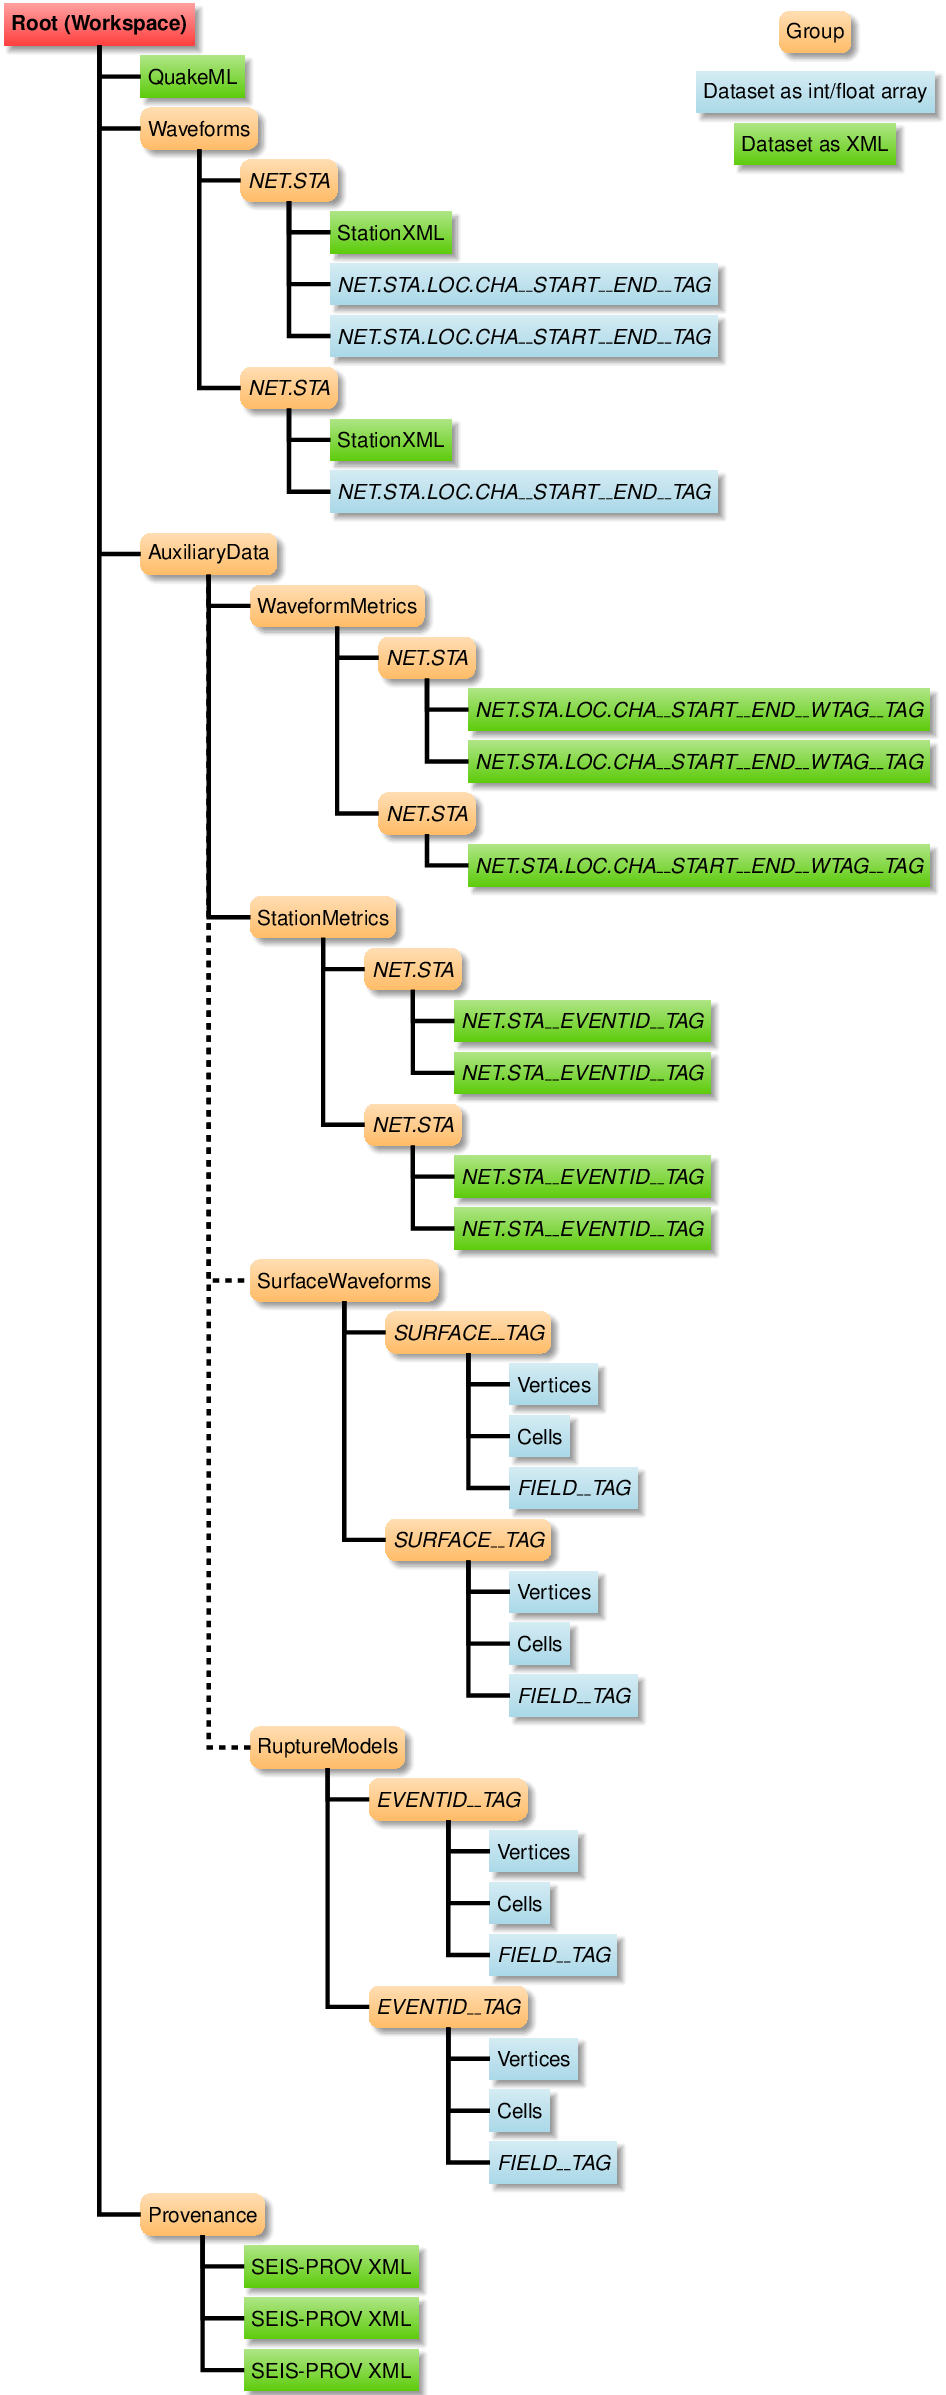 Root (Workspace)
Group
Dataset as int/float array
Dataset as XML
QuakeML
Waveforms
NET.STA
StationXML
NET.STA.LOC.CHA__START__END__TAG
NET.STA.LOC.CHA__START__END__TAG
NET.STA
StationXML
NET.STA.LOC.CHA__START__END__TAG
AuxiliaryData
WaveformMetrics
NET.STA
NET.STA.LOC.CHA__START__END__WTAG__TAG
NET.STA.LOC.CHA__START__END__WTAG__TAG
NET.STA
NET.STA.LOC.CHA__START__END__WTAG__TAG
StationMetrics
NET.STA
NET.STA__EVENTID__TAG
NET.STA__EVENTID__TAG
NET.STA
NET.STA__EVENTID__TAG
NET.STA__EVENTID__TAG
SurfaceWaveforms
SURFACE__TAG
Vertices
Cells
FIELD__TAG
SURFACE__TAG
Vertices
Cells
FIELD__TAG
RuptureModels
EVENTID__TAG
Vertices
Cells
FIELD__TAG
EVENTID__TAG
Vertices
Cells
FIELD__TAG
Provenance
SEIS-PROV XML
SEIS-PROV XML
SEIS-PROV XML